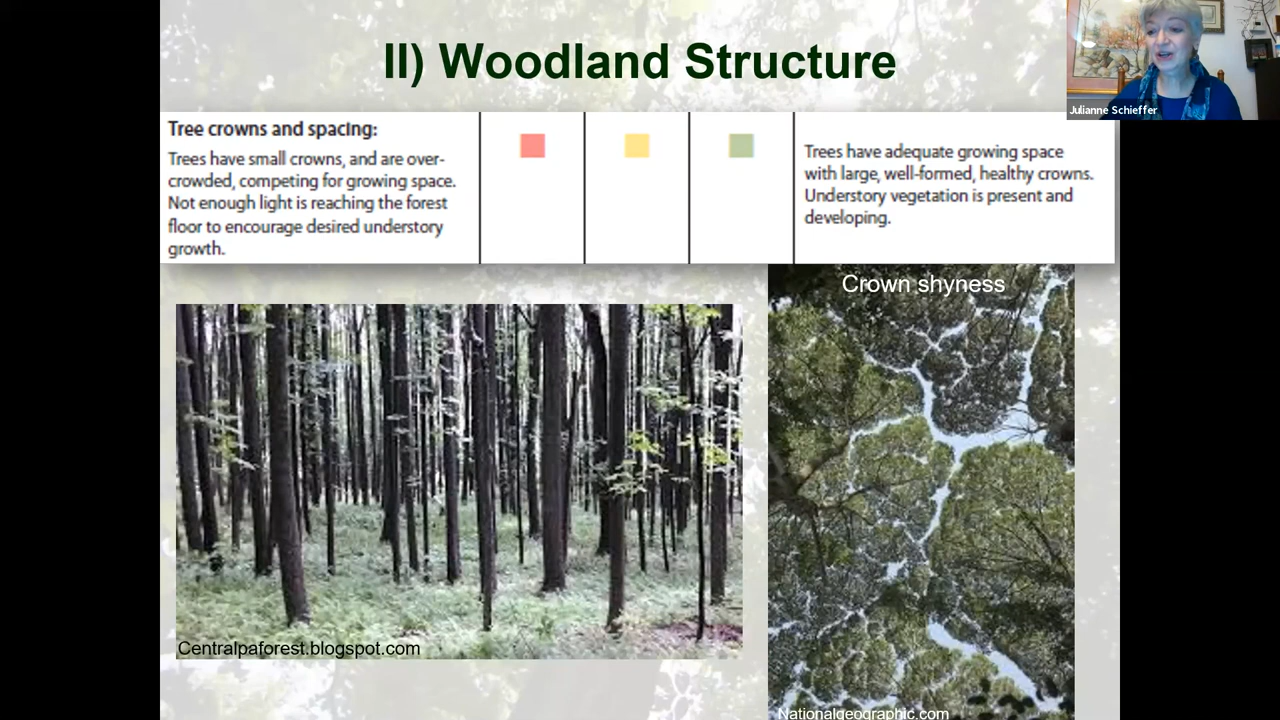 II) Woodland Structure
Julianne Schieffer
Tree crowns and spacing:
Trees have small crowns, and are over-
crowded, competing for growing space.
Not enough light is reaching the forest
floor to encourage desired understory
growth.
Trees have adequate growing space
with large, well-formed, healthy crowns.
Understory vegetation is present and
developing.
Crown shyness
Centralpaforest.blogspot.com
Nationalgeographic.com